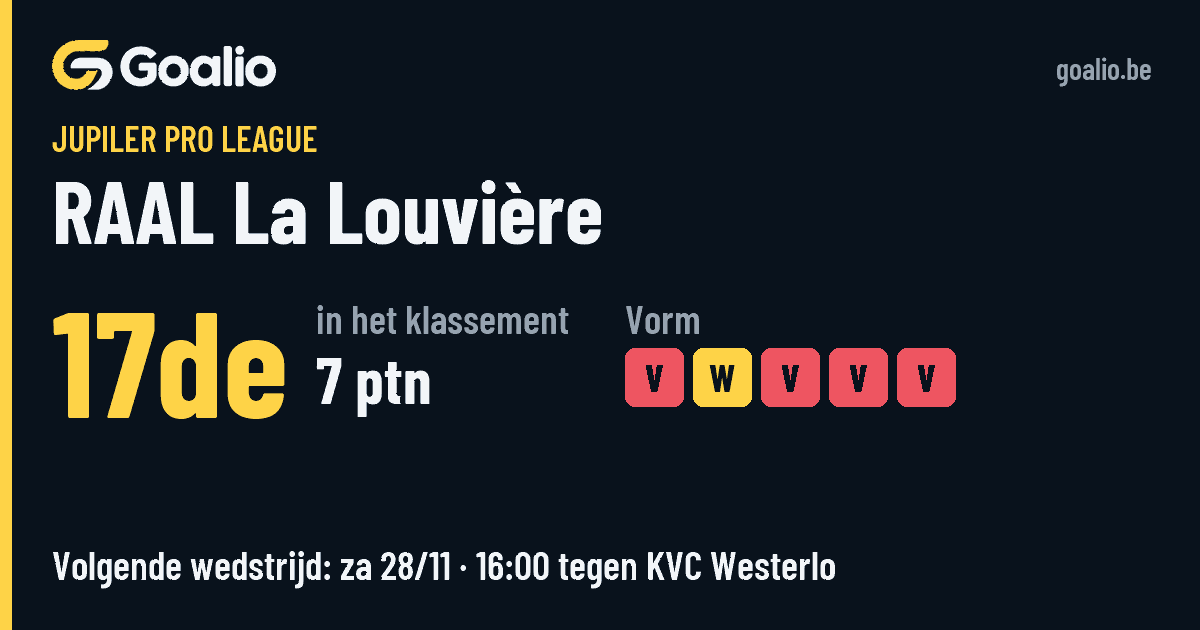 Goalio
goalio.be
JUPILER PRO LEAGUE
RAAL La Louvière
17de
in het klassement
7 ptn
Vorm
V W V V V
Volgende wedstrijd: za 28/11 · 16:00 tegen KVC Westerlo